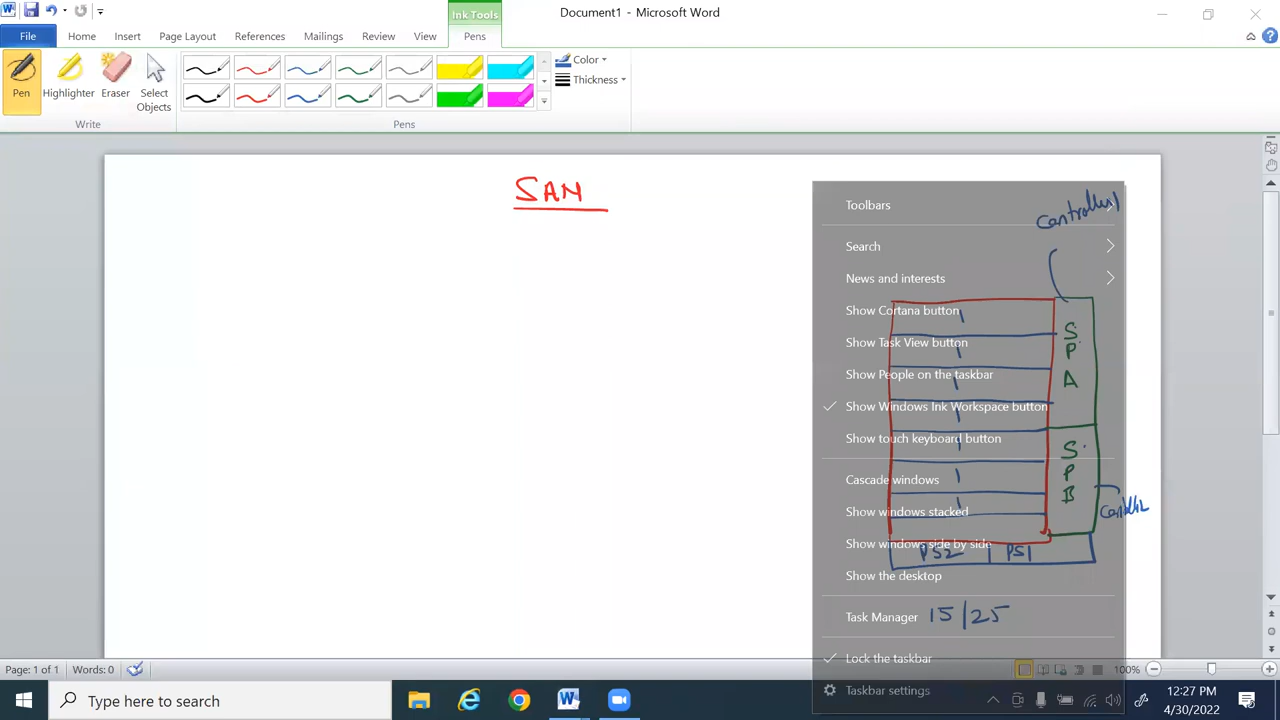 Ink Tools
Document1 - Microsoft Word
File
Home
Insert
Page Layout
References
Mailings
Review
View
Pens
Pen
Highlighter
Eraser
Select Objects
Color
Thickness
Write
Pens
SAN
Toolbars
Controller1
Search
News and interests
Show Cortana button
Show Task View button
Show People on the taskbar
Show Windows Ink Workspace button
Show touch keyboard button
Cascade windows
Show windows stacked
Show windows side by side
Show the desktop
Task Manager
Lock the taskbar
Taskbar settings
S
P
A
S
P
B
PS2
PS1
15/25
Page: 1 of 1
Words: 0
100%
Type here to search
12:27 PM
4/30/2022